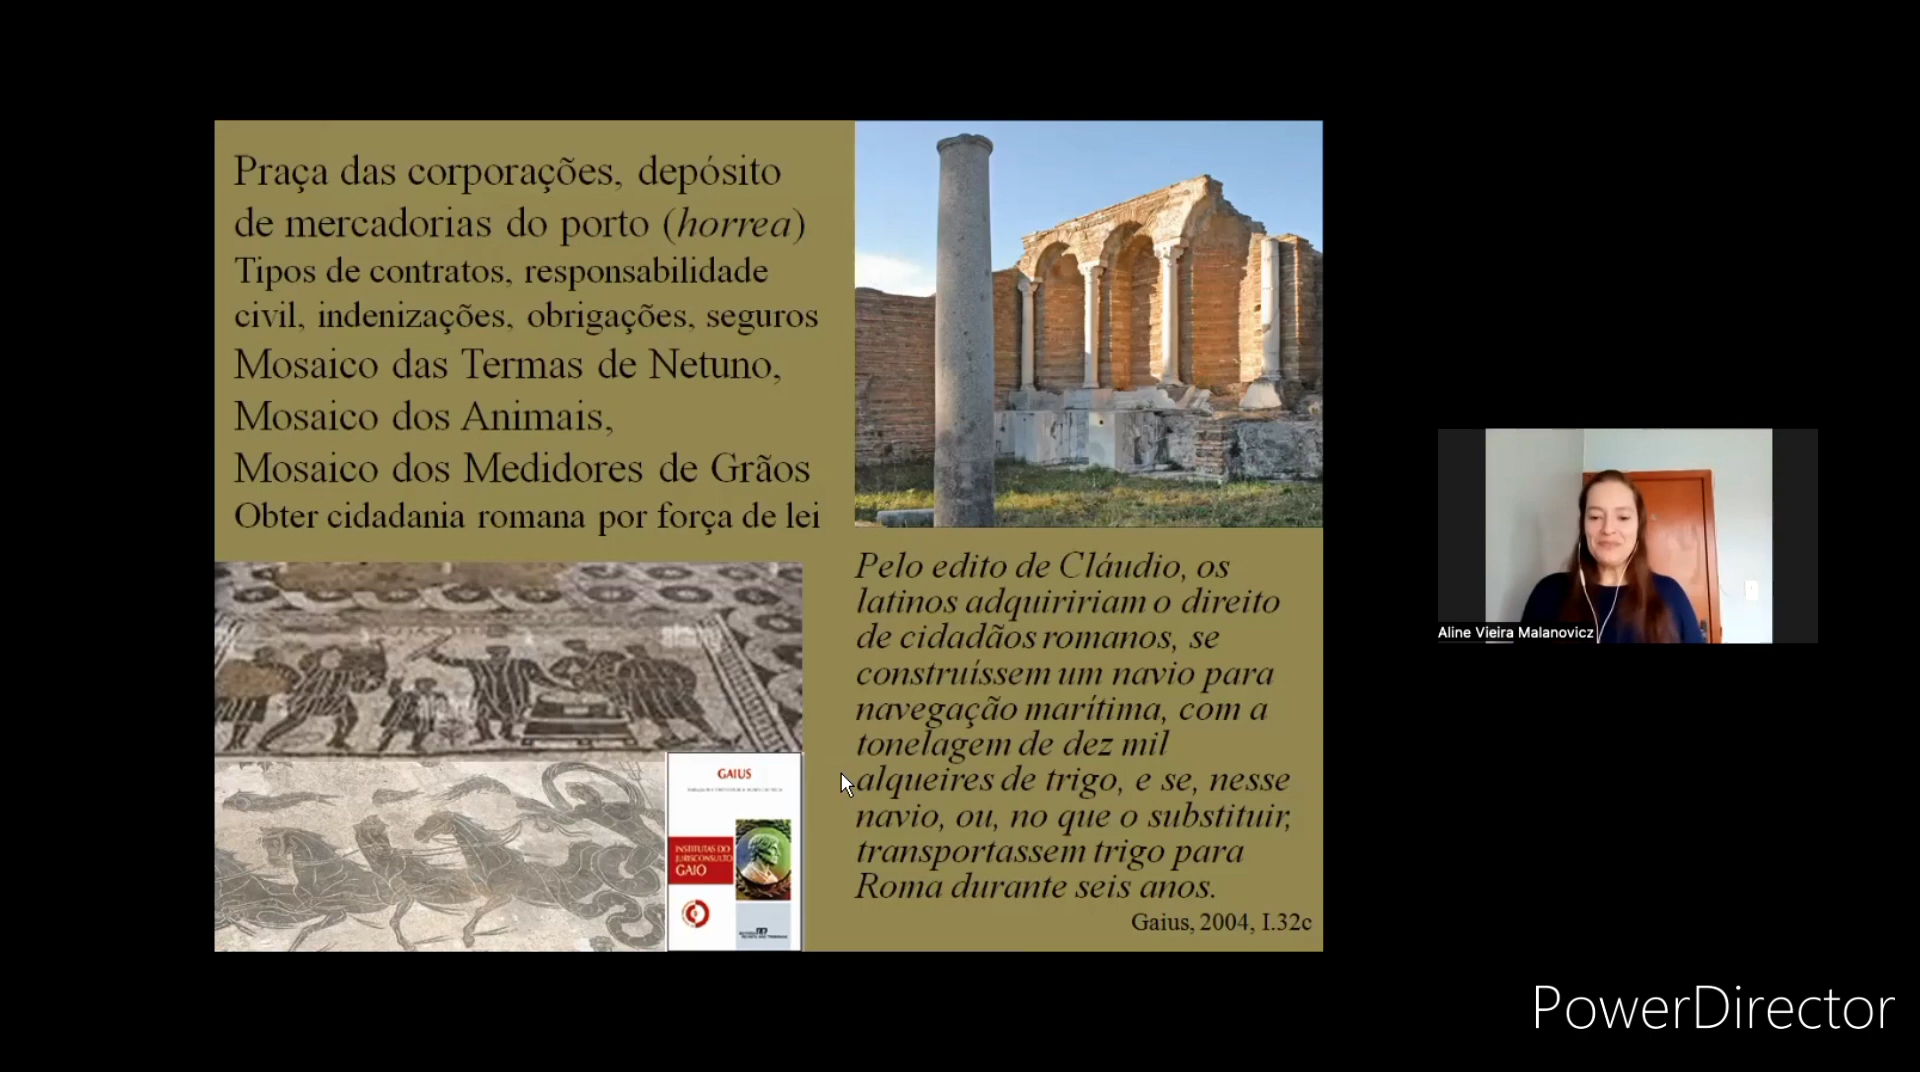 Praça das corporações, depósito
de mercadorias do porto (horrea)
Tipos de contratos, responsabilidade
civil, indenizações, obrigações, seguros
Mosaico das Termas de Netuno,
Mosaico dos Animais,
Mosaico dos Medidores de Grãos
Obter cidadania romana por força de lei
Pelo edito de Cláudio, os
latinos adquiririam o direito
de cidadãos romanos, se
construíssem um navio para
navegação marítima, com a
tonelagem de dez mil
alqueires de trigo, e se, nesse
navio, ou, no que o substituir,
transportassem trigo para
Roma durante seis anos.
Gaius, 2004, I.32c
GAIUS
INSTITUTAS DO
JURISCONSULTO
GAIO
Aline Vieira Malanovicz
PowerDirector